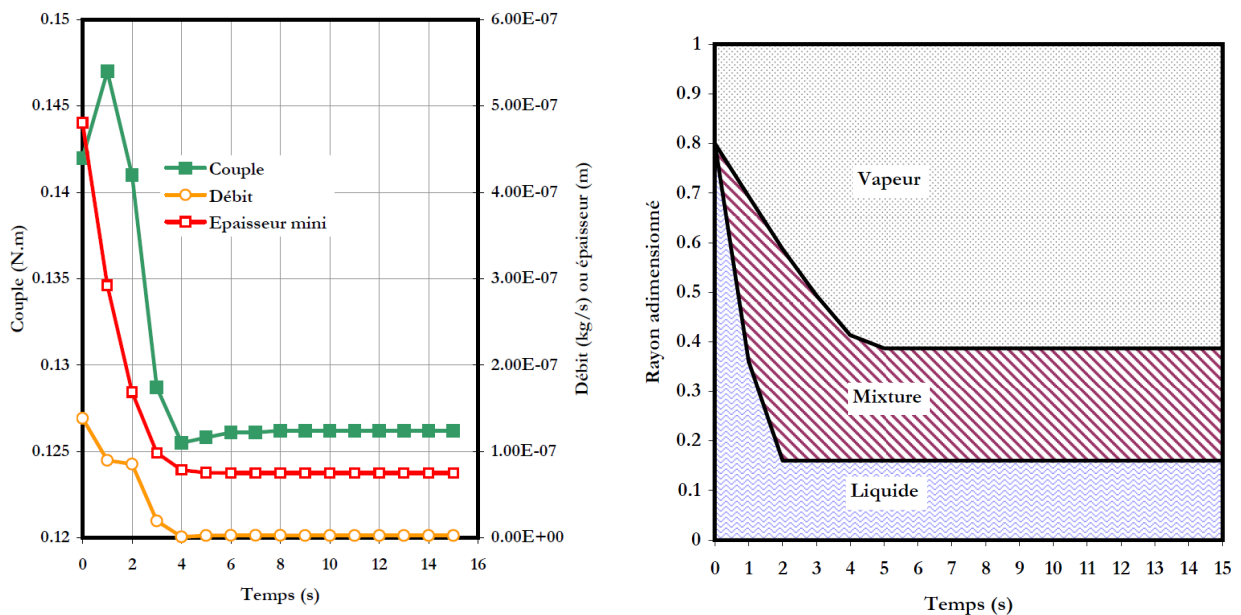 0.15
0.145
0.14
0.135
0.13
0.125
0.12
Couple (N.m)
6.00E-07
5.00E-07
4.00E-07
3.00E-07
2.00E-07
1.00E-07
0.00E+00
Débit (kg/s) ou épaisseur (m)
Couple
Débit
Epaisseur mini
0 2 4 6 8 10 12 14 16
Temps (s)
1
0.9
0.8
0.7
0.6
0.5
0.4
0.3
0.2
0.1
0
Rayon adimensionné
Vapeur
Mixture
Liquide
0 1 2 3 4 5 6 7 8 9 10 11 12 13 14 15
Temps (s)